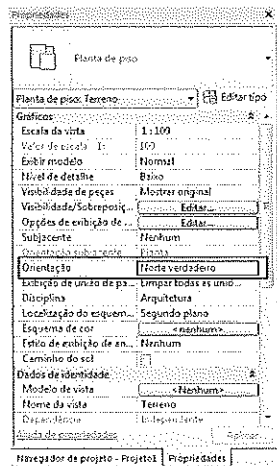 Propriedades
Planta de piso
Planta de piso: Terreno
Editar tipo
Gráficos
Escala da vista 1 : 100
Valor da escala 1: 100
Exibir modelo Normal
Nível de detalhe Baixo
Visibilidade de peças Mostrar original
Visibilidade/Sobreposiç... Editar...
Opções de exibição de ... Editar...
Subjacente Nenhum
Orientação subjacente Planta
Orientação Norte verdadeiro
Exibição de união de pa... Limpar todas as uniõ...
Disciplina Arquitetura
Localização do esquem... Segundo plano
Esquema de cor <nenhum>
Estilo de exibição de an... Nenhum
Caminho do sol
Dados de identidade
Modelo de vista <Nenhum>
Nome da vista Terreno
Dependência Independente
Ajuda de propriedades
Aplicar
Navegador de projeto - Projeto1 Propriedades